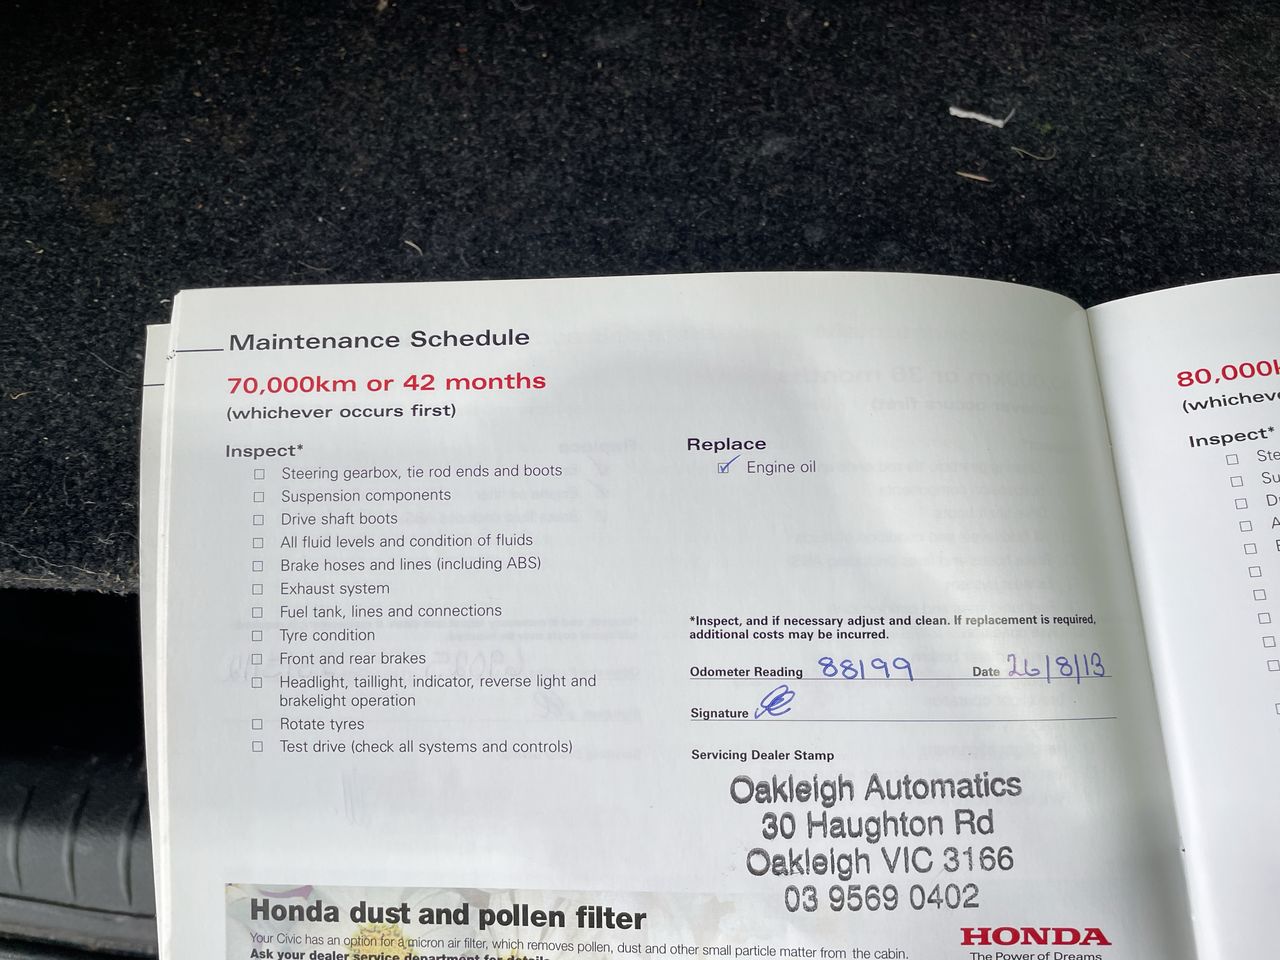 Maintenance Schedule
70,000km or 42 months
(whichever occurs first)
Inspect*
Steering gearbox, tie rod ends and boots
Suspension components
Drive shaft boots
All fluid levels and condition of fluids
Brake hoses and lines (including ABS)
Exhaust system
Fuel tank, lines and connections
Tyre condition
Front and rear brakes
Headlight, taillight, indicator, reverse light and
brakelight operation
Rotate tyres
Test drive (check all systems and controls)
Replace
Engine oil
*Inspect, and if necessary adjust and clean. If replacement is required,
additional costs may be incurred.
Odometer Reading 88199 Date 26/8/13
Signature
Servicing Dealer Stamp
Oakleigh Automatics
30 Haughton Rd
Oakleigh VIC 3166
03 9569 0402
Honda dust and pollen filter
Your Civic has an option for a micron air filter, which removes pollen, dust and other small particle matter from the cabin.
Ask your dealer service department for details
HONDA
The Power of Dreams
80,000
Inspect*